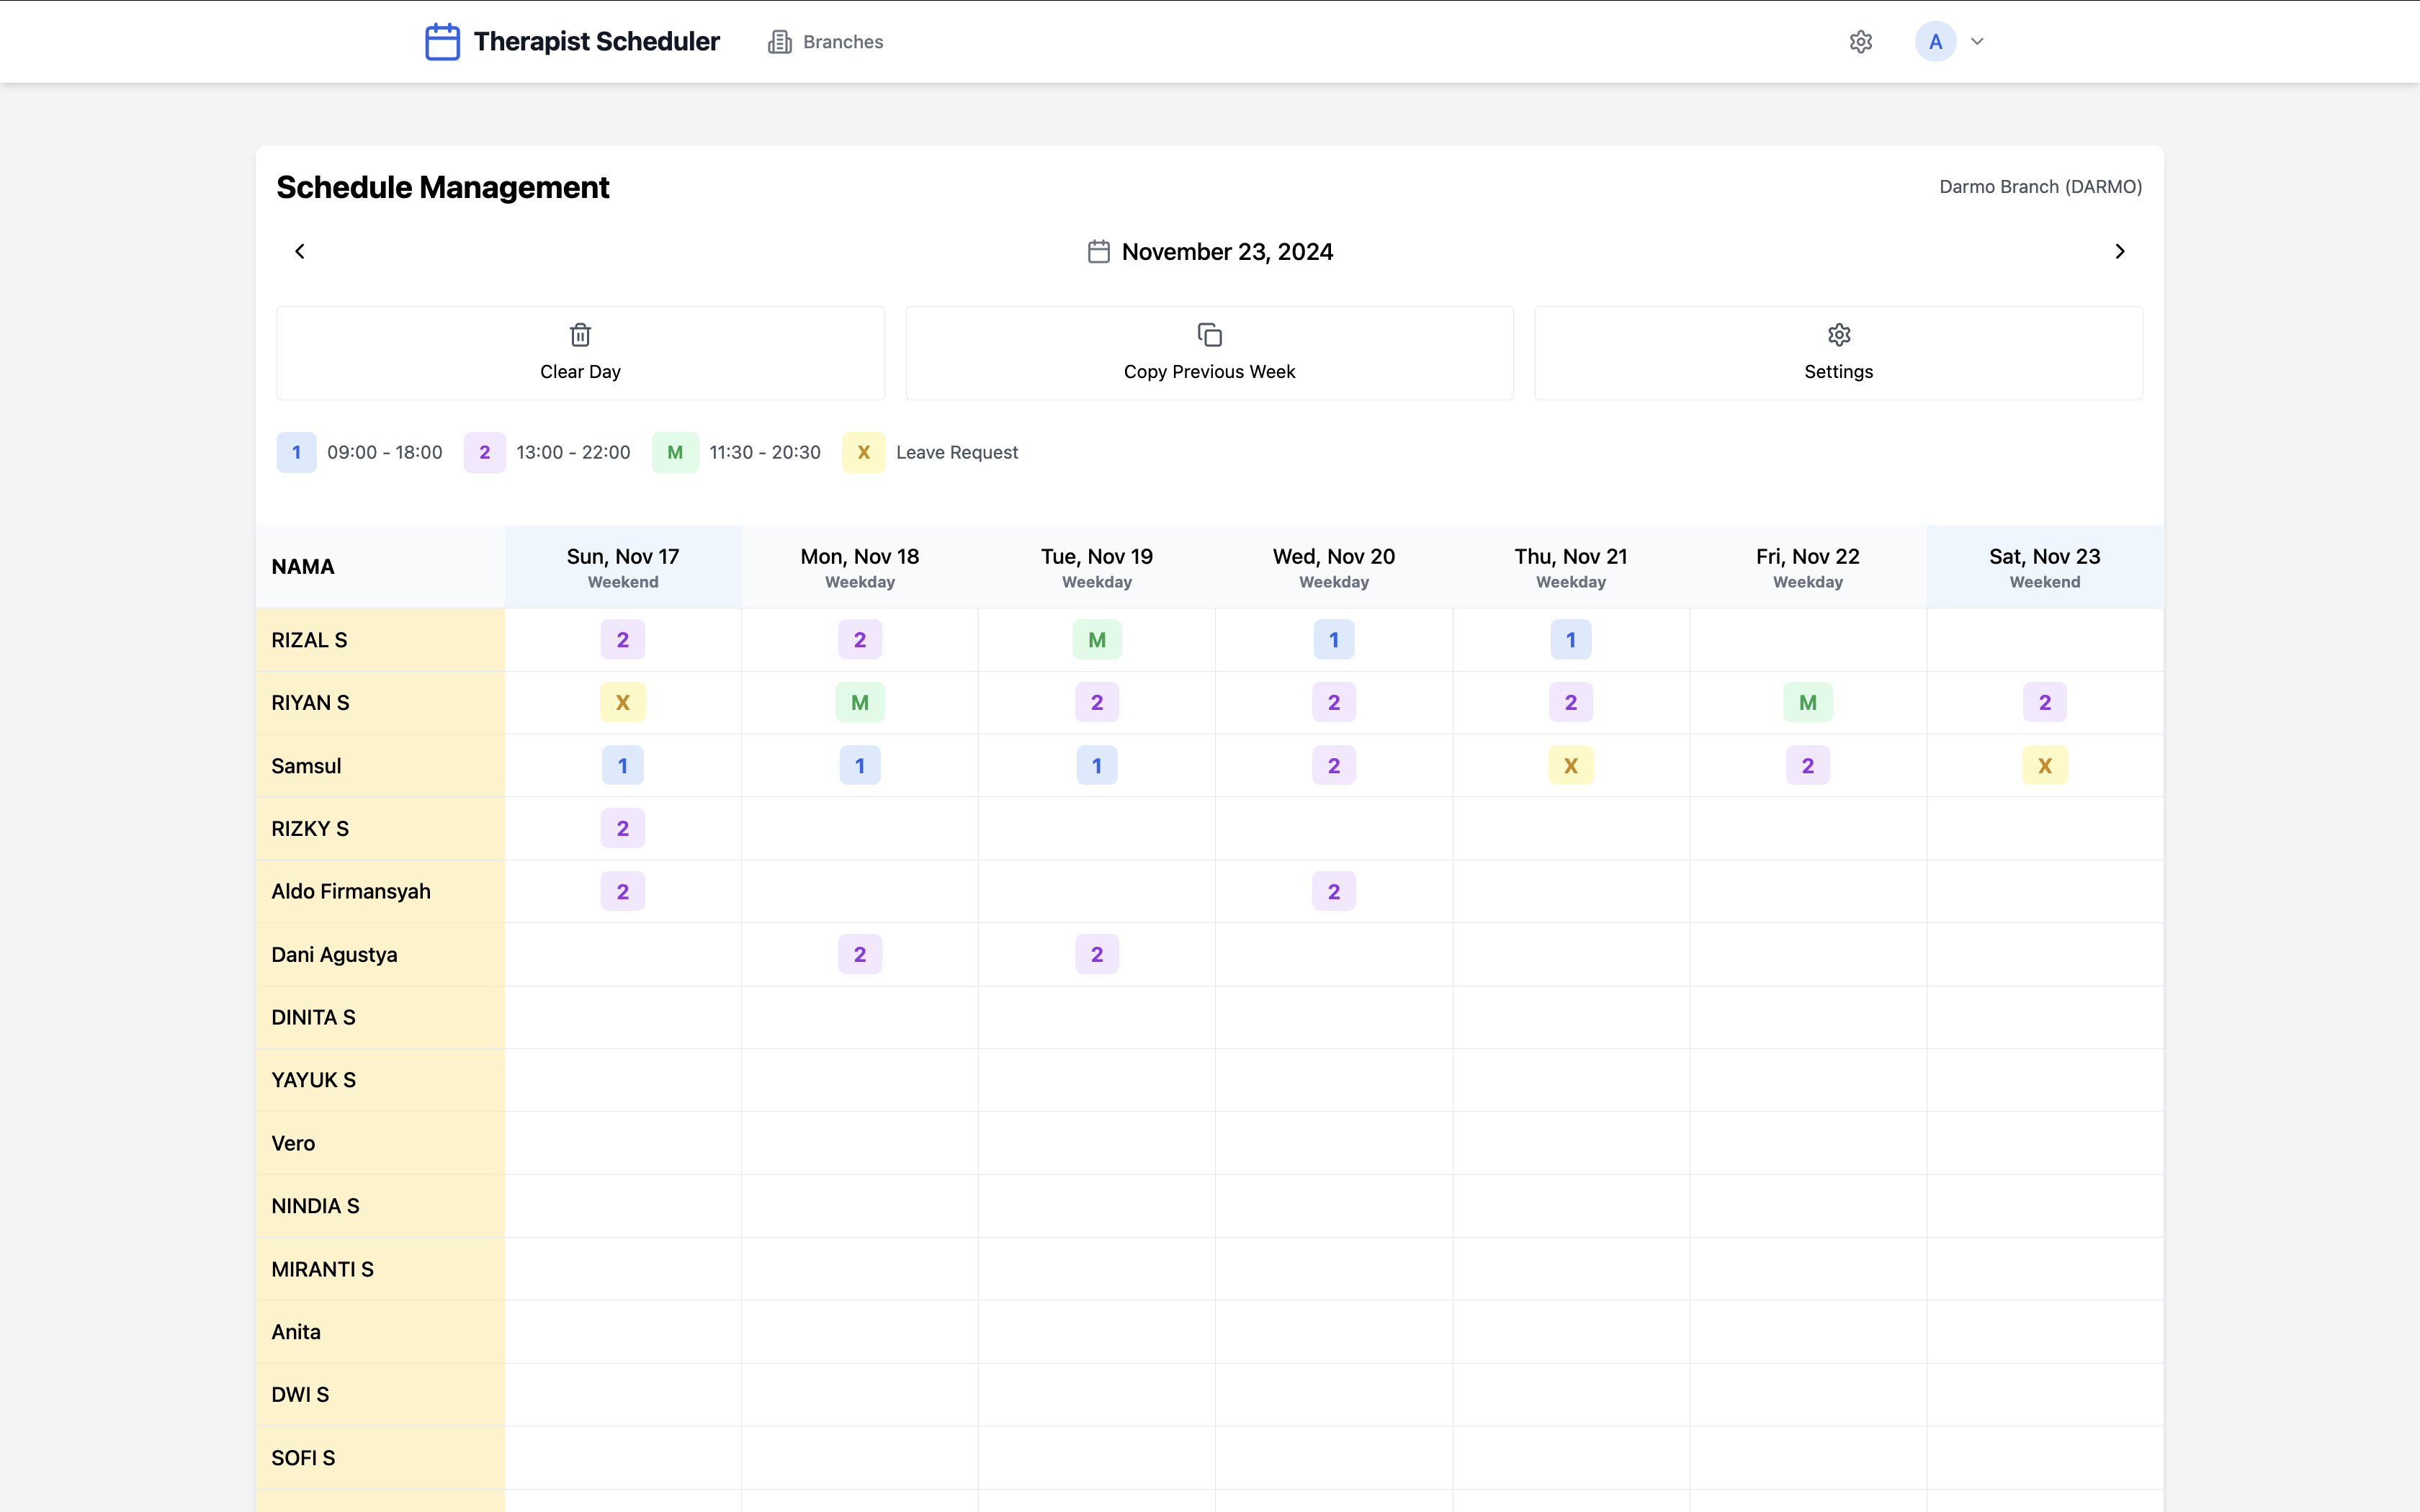 Therapist Scheduler Branches A
Schedule Management Darmo Branch (DARMO)
November 23, 2024
Clear Day Copy Previous Week Settings
1 09:00 - 18:00 2 13:00 - 22:00 M 11:30 - 20:30 X Leave Request
NAMA Sun, Nov 17 Mon, Nov 18 Tue, Nov 19 Wed, Nov 20 Thu, Nov 21 Fri, Nov 22 Sat, Nov 23
Weekend Weekday Weekday Weekday Weekday Weekday Weekend
RIZAL S 2 2 M 1 1
RIYAN S X M 2 2 2 M 2
Samsul 1 1 1 2 X 2 X
RIZKY S 2
Aldo Firmansyah 2 2
Dani Agustya 2 2
DINITA S
YAYUK S
Vero
NINDIA S
MIRANTI S
Anita
DWI S
SOFI S